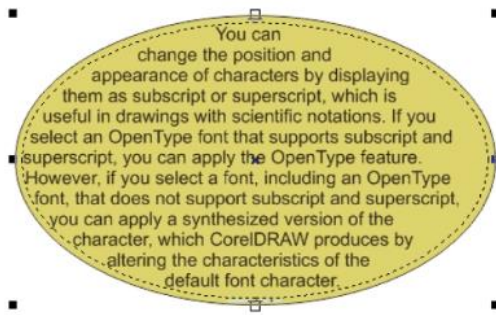 You can
change the position and
appearance of characters by displaying
them as subscript or superscript, which is
useful in drawings with scientific notations. If you
select an OpenType font that supports subscript and
superscript, you can apply the OpenType feature.
However, if you select a font, including an OpenType
font, that does not support subscript and superscript,
you can apply a synthesized version of the
character, which CorelDRAW produces by
altering the characteristics of the
default font character.